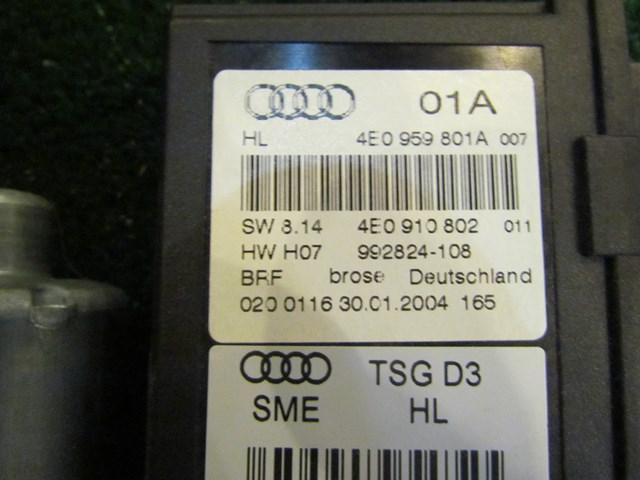 01A
HL 4E0 959 801A 007
SW 8.14 4E0 910 802 011
HW H07 992824-108
BRF brose Deutschland
020 0116 30.01.2004 165
TSG D3
SME HL